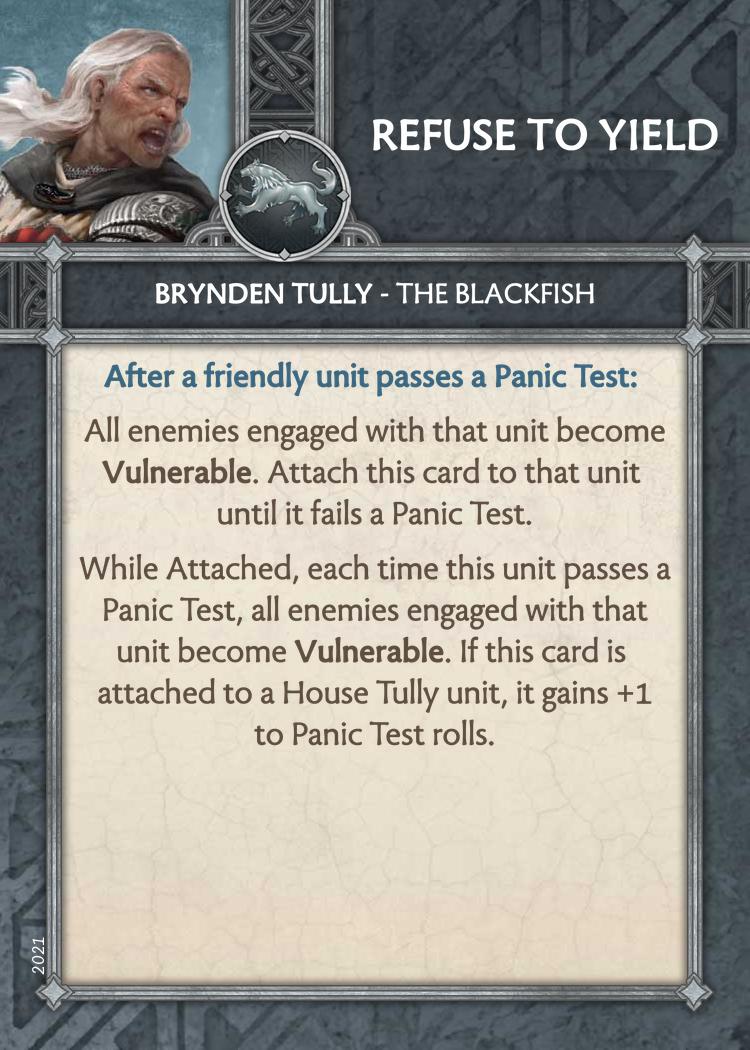 REFUSE TO YIELD
BRYNDEN TULLY - THE BLACKFISH
After a friendly unit passes a Panic Test:
All enemies engaged with that unit become
Vulnerable. Attach this card to that unit
until it fails a Panic Test.
While Attached, each time this unit passes a
Panic Test, all enemies engaged with that
unit become Vulnerable. If this card is
attached to a House Tully unit, it gains +1
to Panic Test rolls.
2021